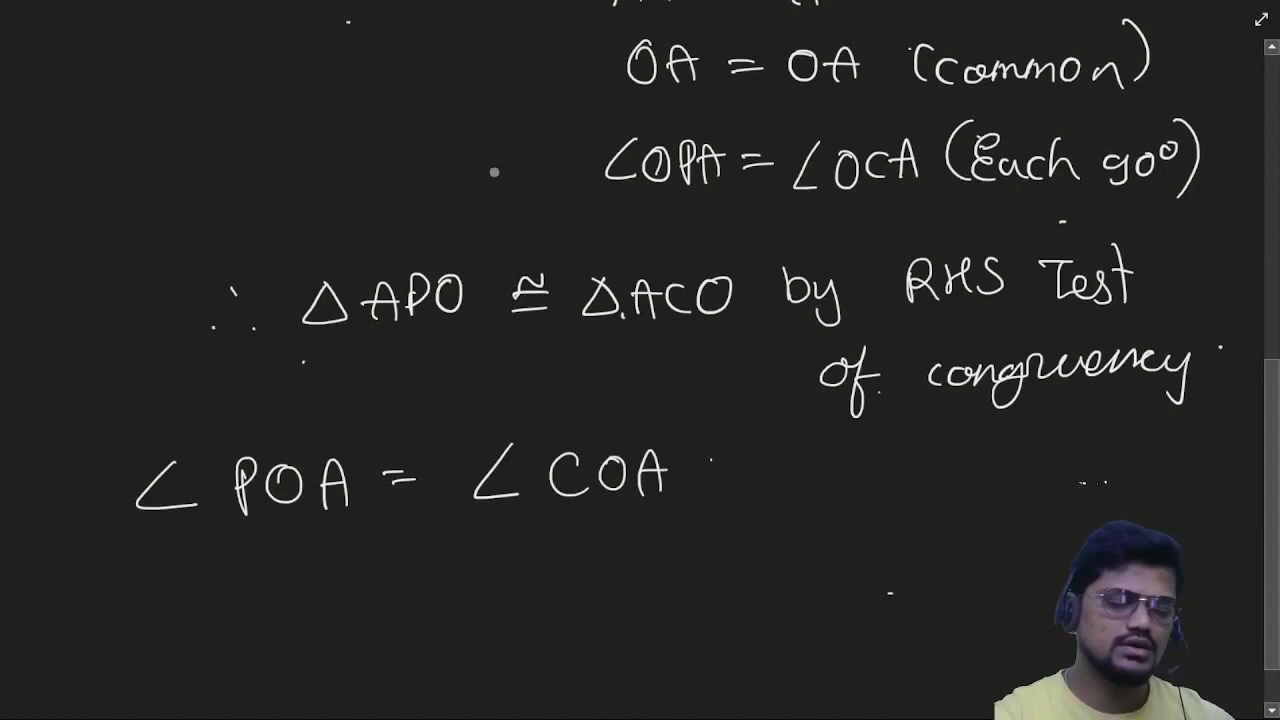 OA = OA (common)
∠OPA = ∠OCA (Each 90°)
∴ △APO ≅ △ACO by RHS Test
of congruency
∠POA = ∠COA